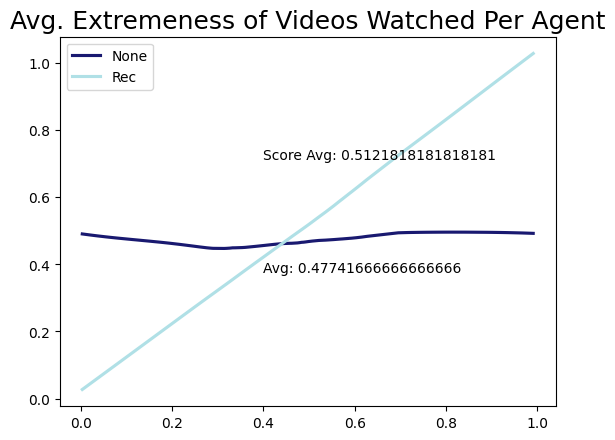 Avg. Extremeness of Videos Watched Per Agent
None
Rec
Score Avg: 0.5121818181818181
Avg: 0.47741666666666666
1.0
0.8
0.6
0.4
0.2
0.0
0.0 0.2 0.4 0.6 0.8 1.0